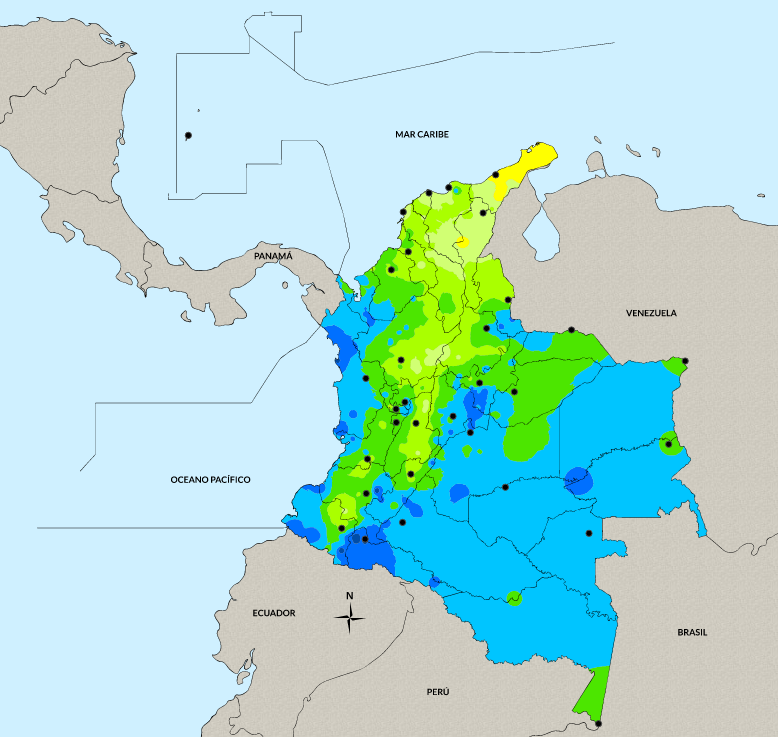 MAR CARIBE
PANAMÁ
VENEZUELA
OCEANO PACÍFICO
N
ECUADOR
BRASIL
PERÚ